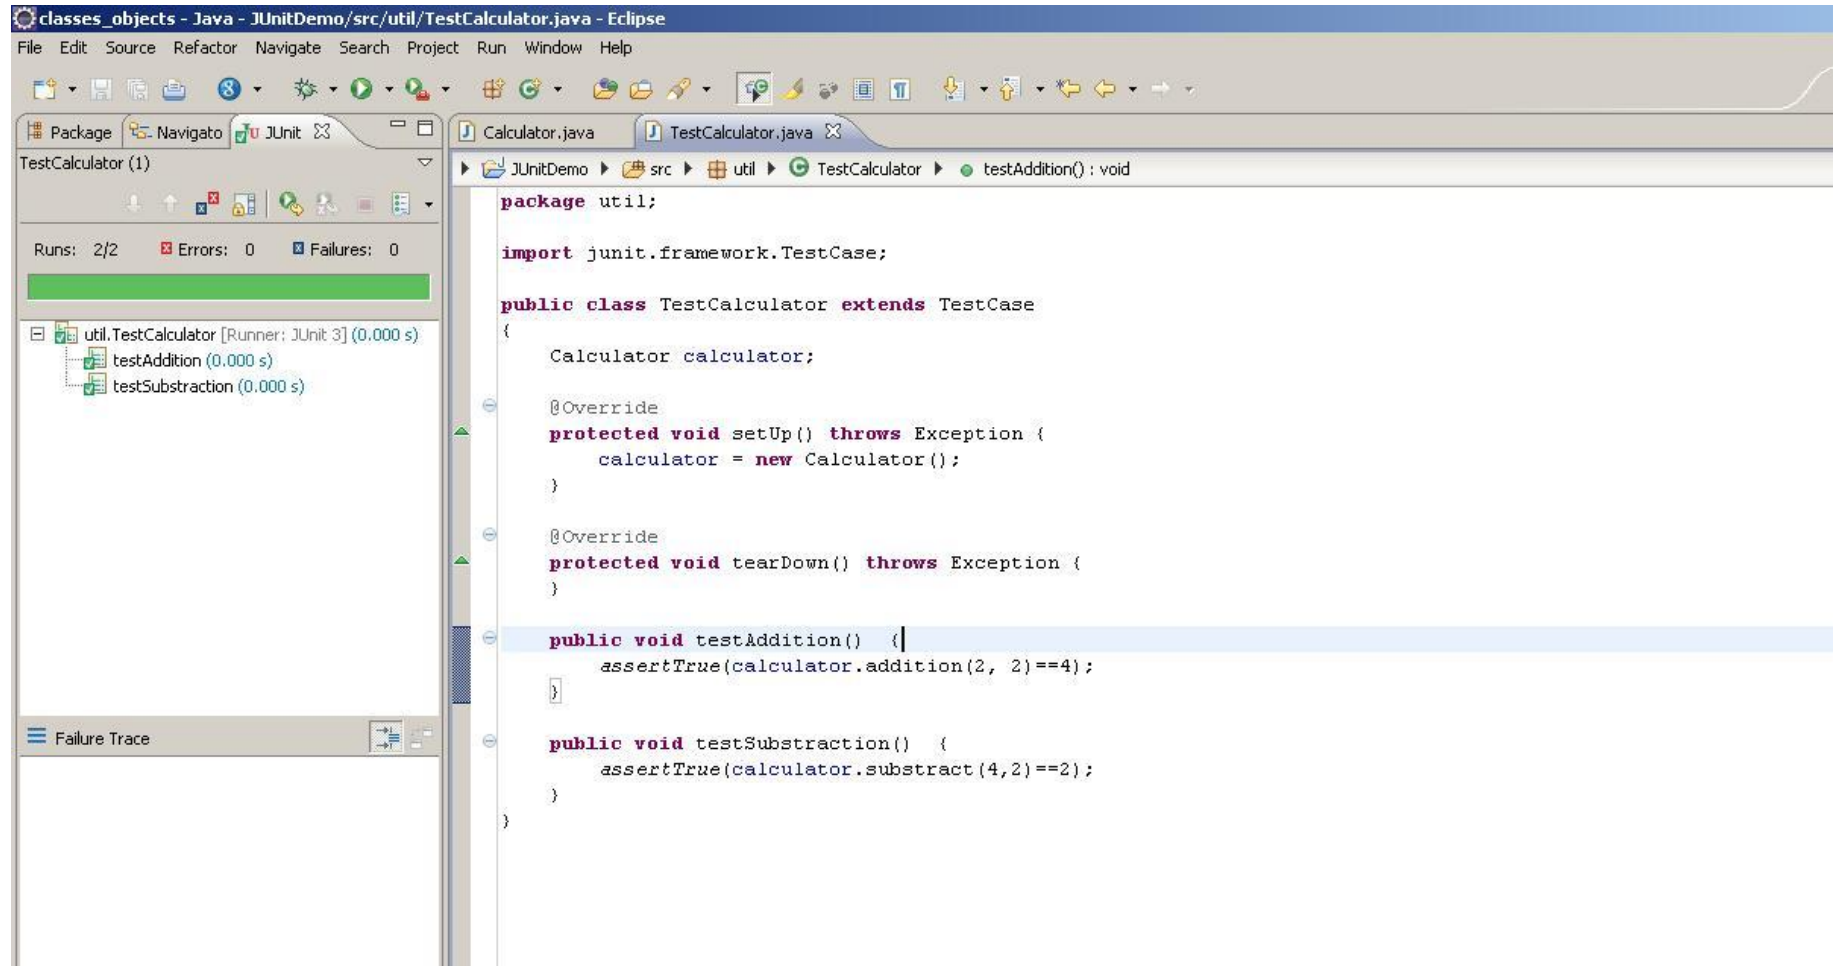 classes_objects - Java - JUnitDemo/src/util/TestCalculator.java - Eclipse
File Edit Source Refactor Navigate Search Project Run Window Help
Package Navigato JUnit
Calculator.java TestCalculator.java
TestCalculator (1)
JUnitDemo src util TestCalculator testAddition() : void
Runs: 2/2 Errors: 0 Failures: 0
util.TestCalculator [Runner: JUnit 3] (0.000 s)
testAddition (0.000 s)
testSubstraction (0.000 s)
Failure Trace
package util;
import junit.framework.TestCase;
public class TestCalculator extends TestCase
{
Calculator calculator;
@Override
protected void setUp() throws Exception {
calculator = new Calculator();
}
@Override
protected void tearDown() throws Exception {
}
public void testAddition() {
assertTrue(calculator.addition(2, 2)==4);
}
public void testSubstraction() {
assertTrue(calculator.substract(4,2)==2);
}
}